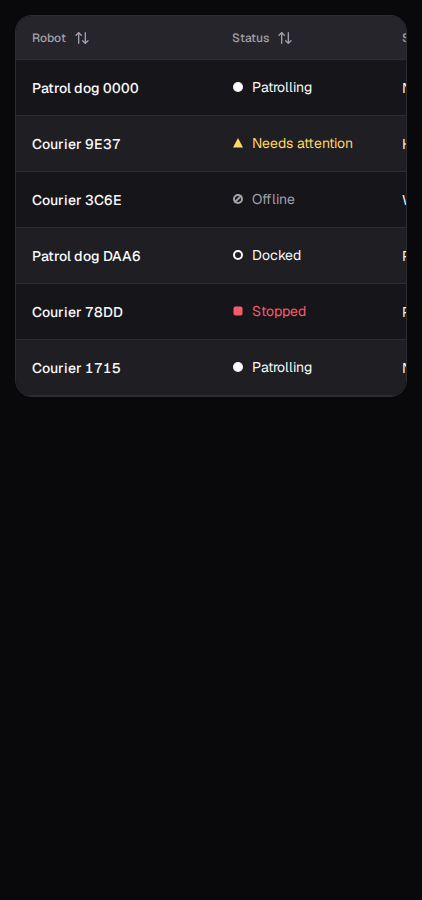 Robot Status
Patrol dog 0000 Patrolling
Courier 9E37 Needs attention
Courier 3C6E Offline
Patrol dog DAA6 Docked
Courier 78DD Stopped
Courier 1715 Patrolling